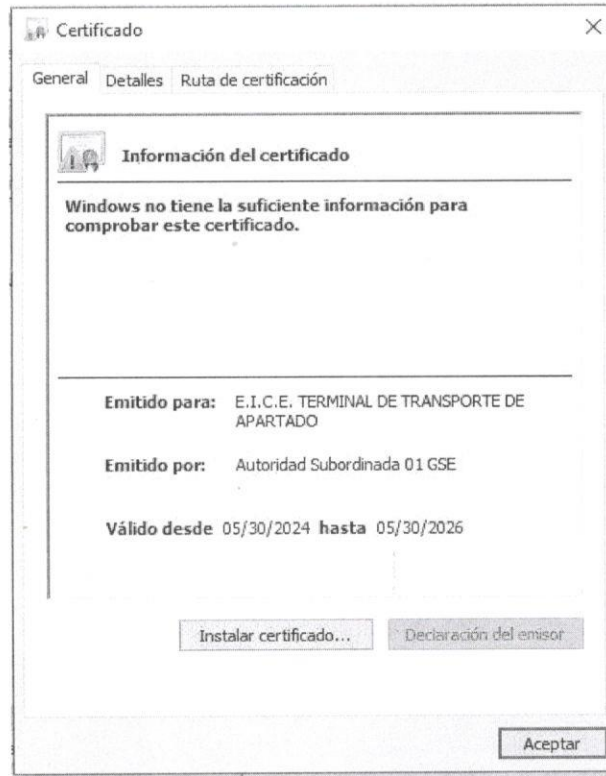 Certificado
General Detalles Ruta de certificación
Información del certificado
Windows no tiene la suficiente información para
comprobar este certificado.
Emitido para: E.I.C.E. TERMINAL DE TRANSPORTE DE
APARTADO
Emitido por: Autoridad Subordinada 01 GSE
Válido desde 05/30/2024 hasta 05/30/2026
Instalar certificado... Declaración del emisor
Aceptar